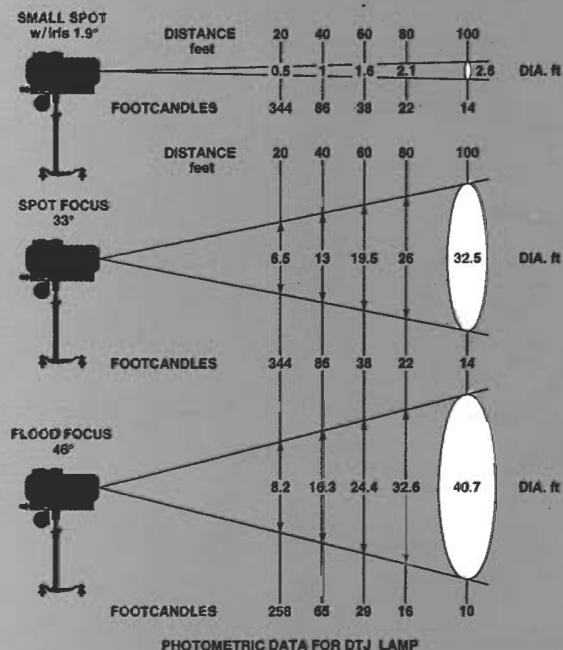 SMALL SPOT
w/iris 1.9°
DISTANCE 20 40 60 80 100
feet
0.5 1 1.6 2.1 2.6 DIA. ft
FOOTCANDLES 344 86 38 22 14
DISTANCE 20 40 60 80 100
feet
SPOT FOCUS
33°
6.5 13 19.5 26 32.5 DIA. ft
FOOTCANDLES 344 86 38 22 14
FLOOD FOCUS
46°
8.2 16.3 24.4 32.6 40.7 DIA. ft
FOOTCANDLES 258 65 29 16 10
PHOTOMETRIC DATA FOR DTJ LAMP